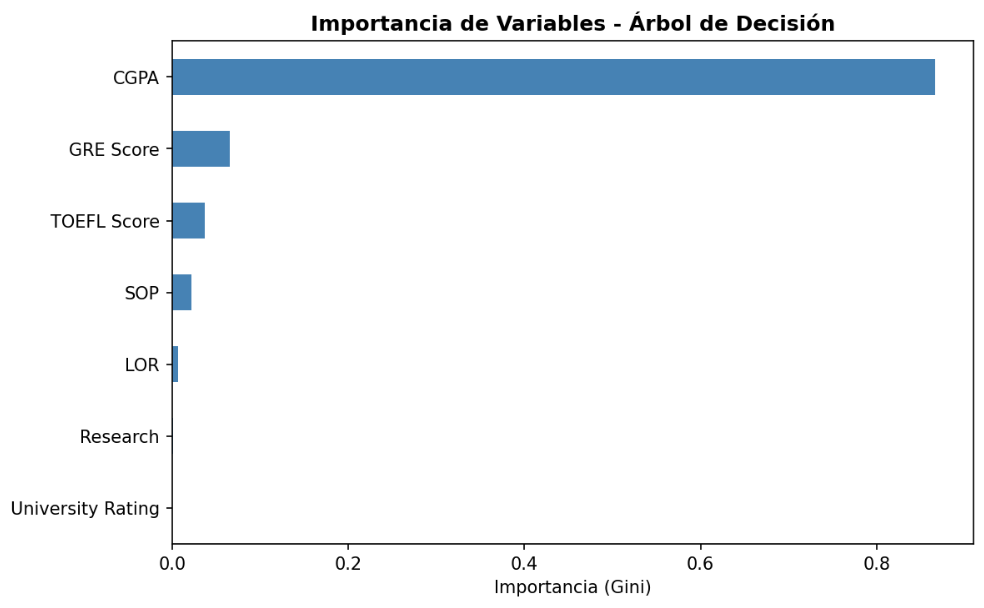 Importancia de Variables - Árbol de Decisión
CGPA
GRE Score
TOEFL Score
SOP
LOR
Research
University Rating
0.0 0.2 0.4 0.6 0.8
Importancia (Gini)